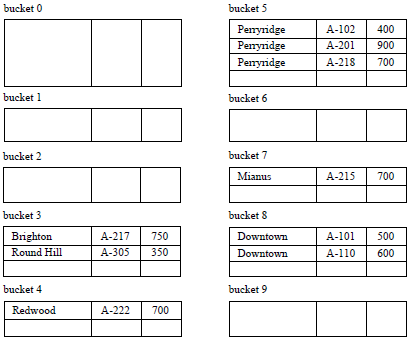 bucket 0
bucket 1
bucket 2
bucket 3
Brighton A-217 750
Round Hill A-305 350
bucket 4
Redwood A-222 700
bucket 5
Perryridge A-102 400
Perryridge A-201 900
Perryridge A-218 700
bucket 6
bucket 7
Mianus A-215 700
bucket 8
Downtown A-101 500
Downtown A-110 600
bucket 9